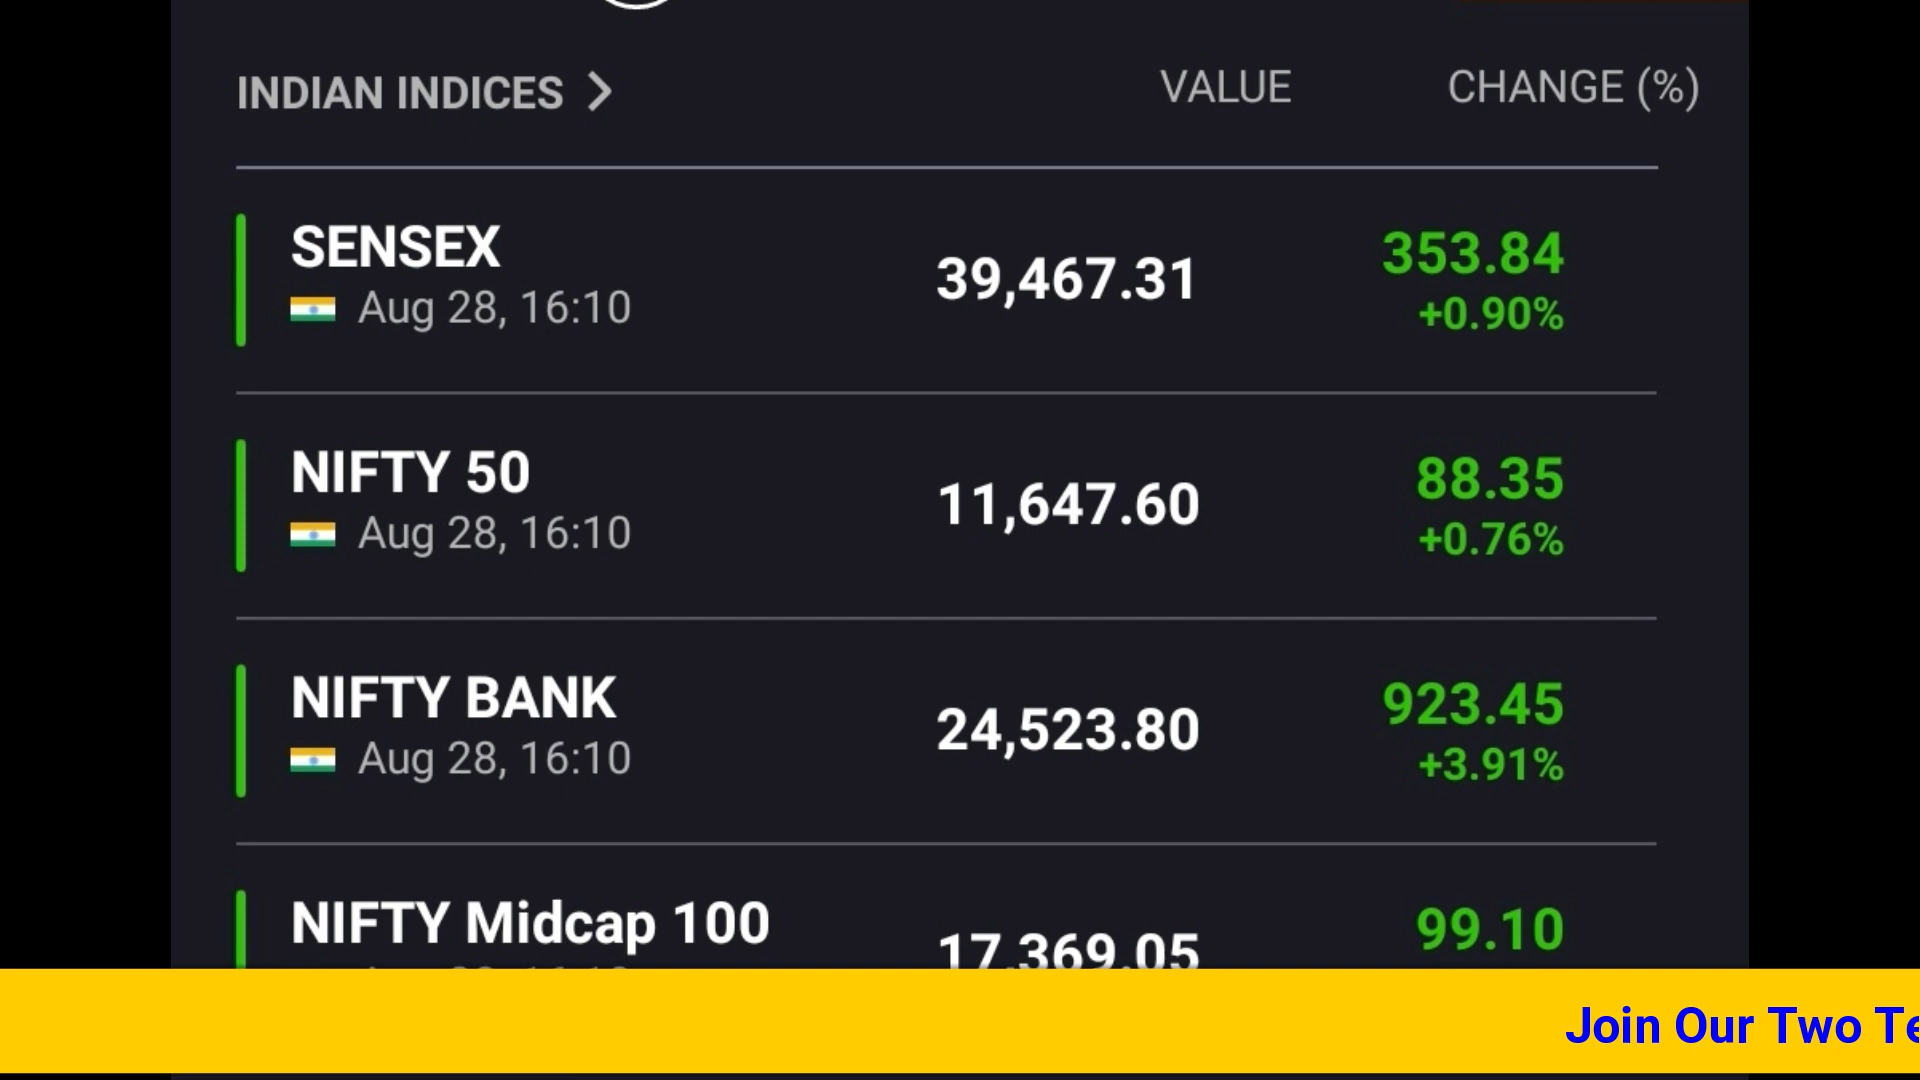 INDIAN INDICES VALUE CHANGE (%)
SENSEX
Aug 28, 16:10
39,467.31
353.84
+0.90%
NIFTY 50
Aug 28, 16:10
11,647.60
88.35
+0.76%
NIFTY BANK
Aug 28, 16:10
24,523.80
923.45
+3.91%
NIFTY Midcap 100
17,369.05
99.10
Join Our Two